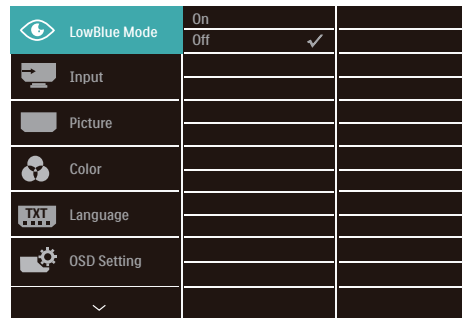 LowBlue Mode
On
Off
Input
Picture
Color
TXT
Language
OSD Setting